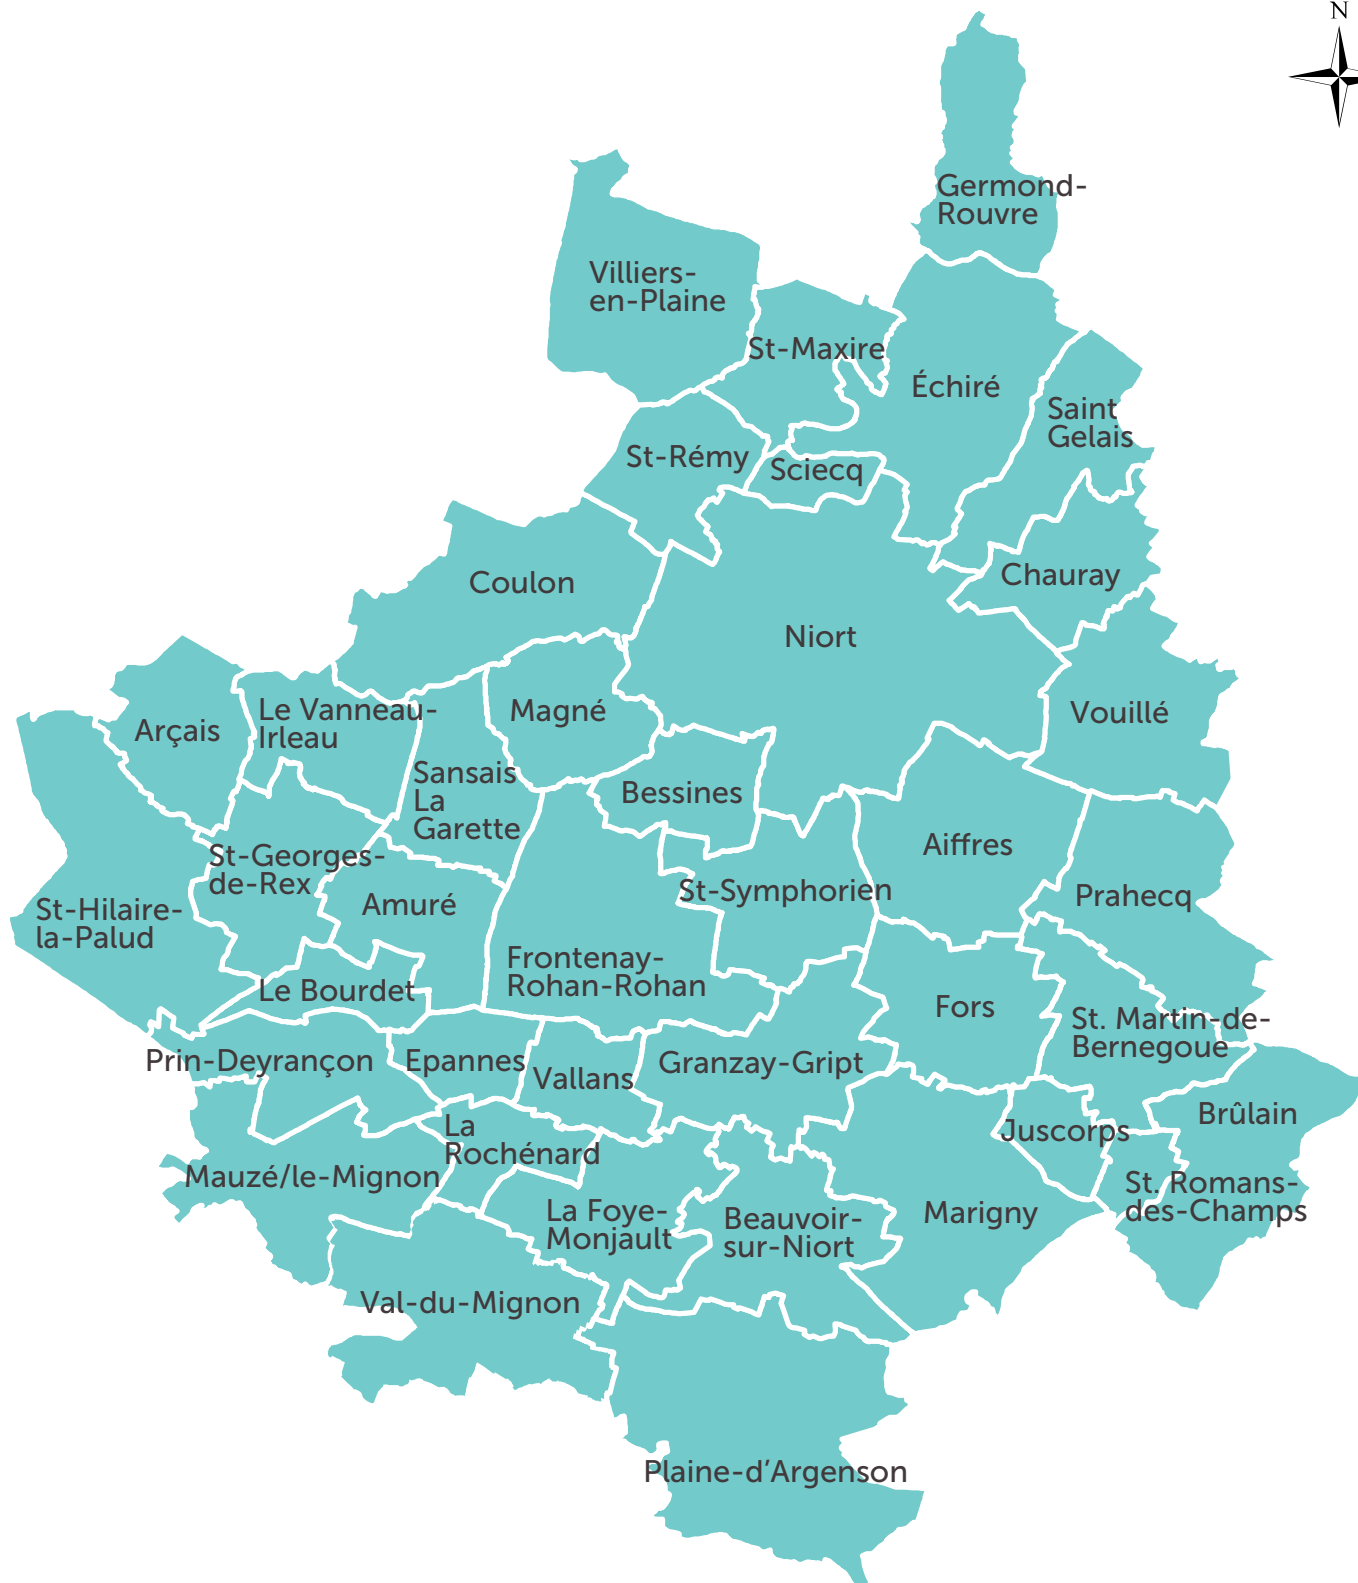 N
Germond-
Rouvre
Villiers-
en-Plaine
St-Maxire
Échiré
Saint
Gelais
St-Rémy
Sciecq
Coulon
Chauray
Niort
Arçais
Le Vanneau-
Irleau
Magné
Vouillé
Sansais
La
Garette
Bessines
Aiffres
St-Georges-
de-Rex
Amuré
St-Symphorien
Prahecq
St-Hilaire-
la-Palud
Frontenay-
Rohan-Rohan
Le Bourdet
Fors
St. Martin-de-
Bernegoue
Prin-Deyrançon
Epannes
Vallans
Granzay-Gript
La
Rochénard
Juscorps
Brûlain
Mauzé/le-Mignon
St. Romans-
des-Champs
La Foye-
Monjault
Beauvoir-
sur-Niort
Marigny
Val-du-Mignon
Plaine-d’Argenson